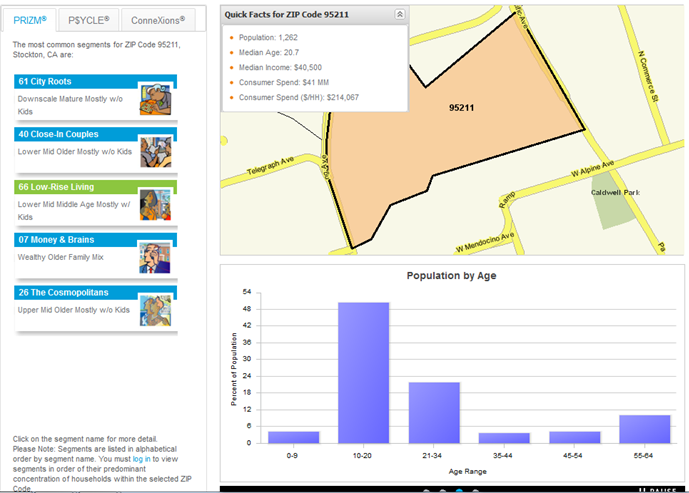 PRIZM® P$YCLE® ConneXions®
The most common segments for ZIP Code 95211,
Stockton, CA are:
61 City Roots
Downscale Mature Mostly w/o
Kids
40 Close-In Couples
Lower Mid Older Mostly w/o Kids
66 Low-Rise Living
Lower Mid Middle Age Mostly w/
Kids
07 Money & Brains
Wealthy Older Family Mix
26 The Cosmopolitans
Upper Mid Older Mostly w/o Kids
Click on the segment name for more detail.
Please Note: Segments are listed in alphabetical
order by segment name. You must log in to view
segments in order of their predominant
concentration of households within the selected ZIP
Code.
Quick Facts for ZIP Code 95211
Population: 1,262
Median Age: 20.7
Median Income: $40,500
Consumer Spend: $41 MM
Consumer Spend ($/HH): $214,067
95211
N Commerce St
Telegraph Ave
W Alpine Ave
Caldwell Park
Ramp
W Mendocino Ave
Pa
Population by Age
Percent of Population
54
48
42
36
30
24
18
12
6
0
0-9 10-20 21-34 35-44 45-54 55-64
Age Range